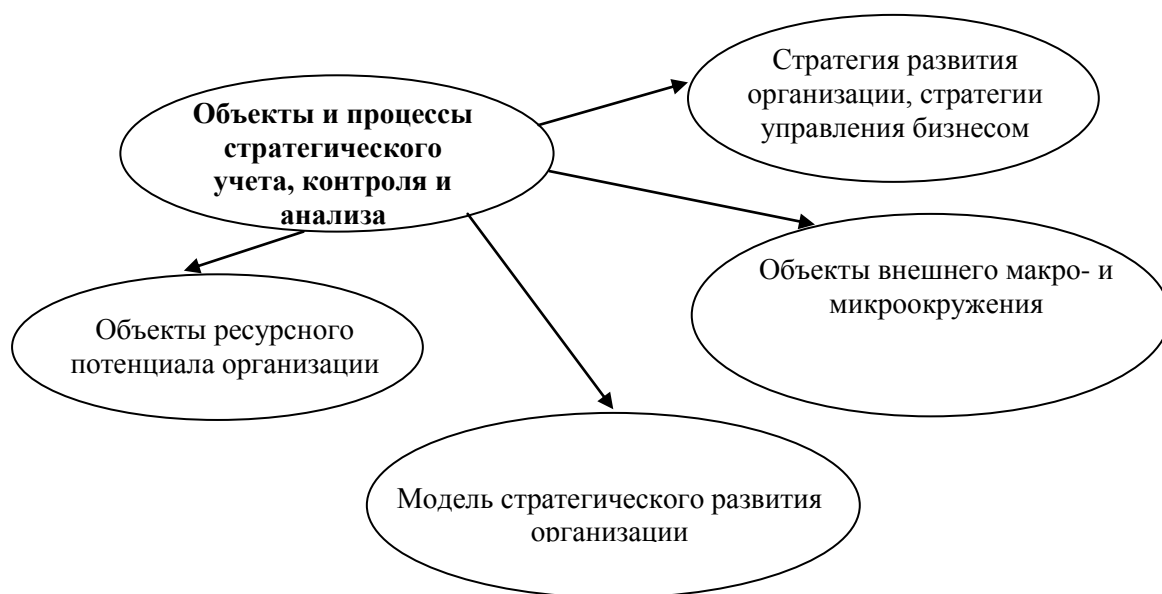 Объекты и процессы
стратегического
учета, контроля и
анализа
Стратегия развития
организации, стратегии
управления бизнесом
Объекты внешнего макро- и
микроокружения
Объекты ресурсного
потенциала организации
Модель стратегического развития
организации